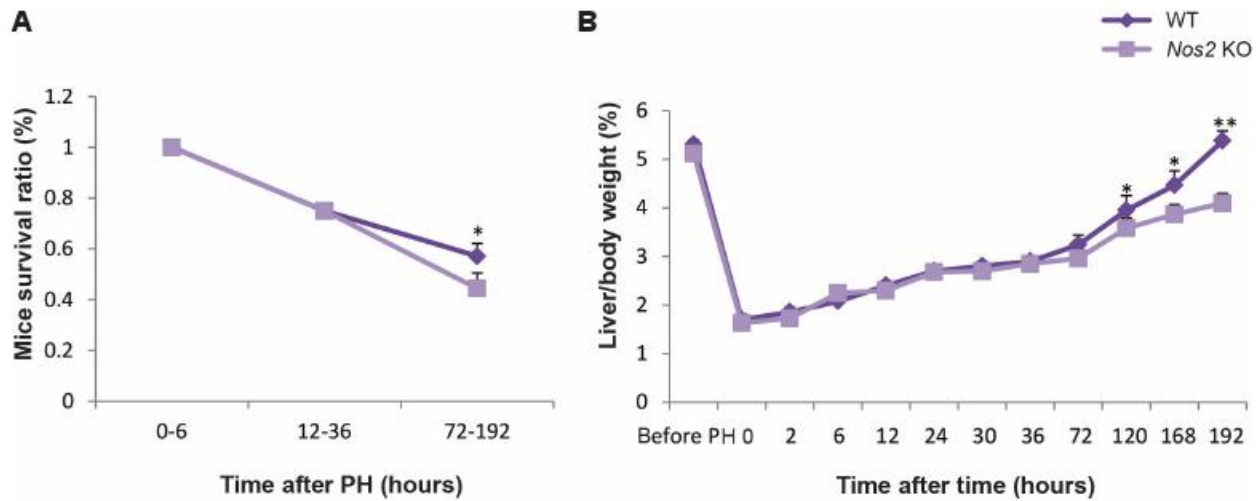 A
Mice survival ratio (%)
1.2
1
0.8
0.6
0.4
0.2
0
*
0-6 12-36 72-192
Time after PH (hours)
B
WT
Nos2 KO
Liver/body weight (%)
6
5
4
3
2
1
0
* * **
Before PH 0 2 6 12 24 30 36 72 120 168 192
Time after time (hours)